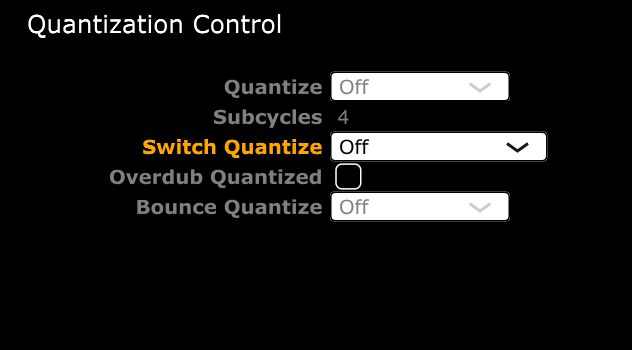 Quantization Control
Quantize Off
Subcycles 4
Switch Quantize Off
Overdub Quantized
Bounce Quantize Off